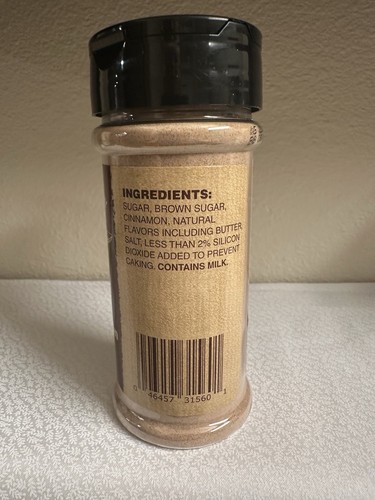 INGREDIENTS:
SUGAR, BROWN SUGAR,
CINNAMON, NATURAL
FLAVORS INCLUDING BUTTER,
SALT, LESS THAN 2% SILICON
DIOXIDE ADDED TO PREVENT
CAKING. CONTAINS MILK.
0 46457 31560 1